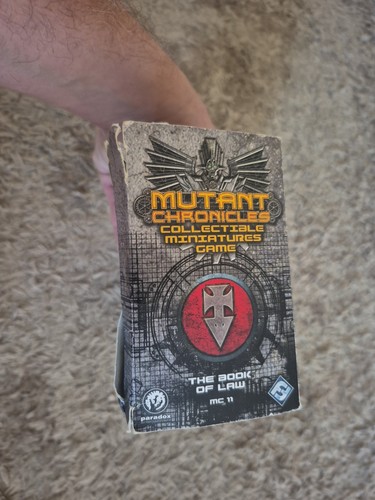 MUTANT
CHRONICLES
COLLECTIBLE
MINIATURES
GAME
THE BOOK
OF LAW
MC 11
paradox